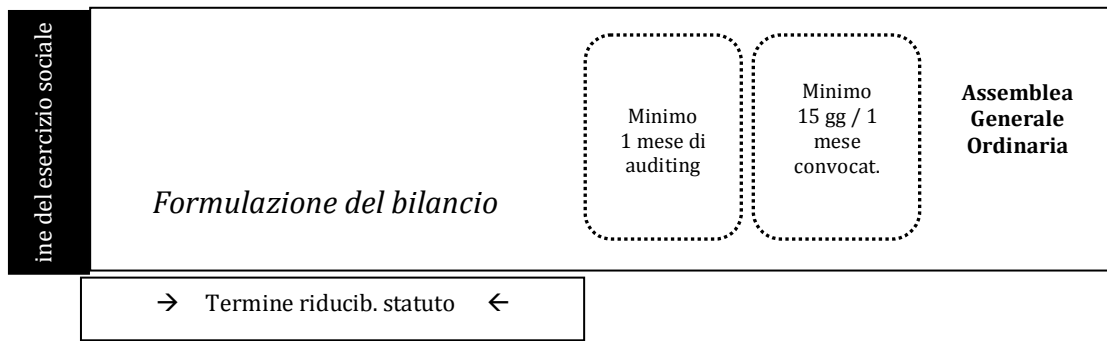 ine del esercizio sociale
Formulazione del bilancio
Minimo
1 mese di
auditing
Minimo
15 gg / 1
mese
convocat.
Assemblea
Generale
Ordinaria
→ Termine riducib. statuto ←